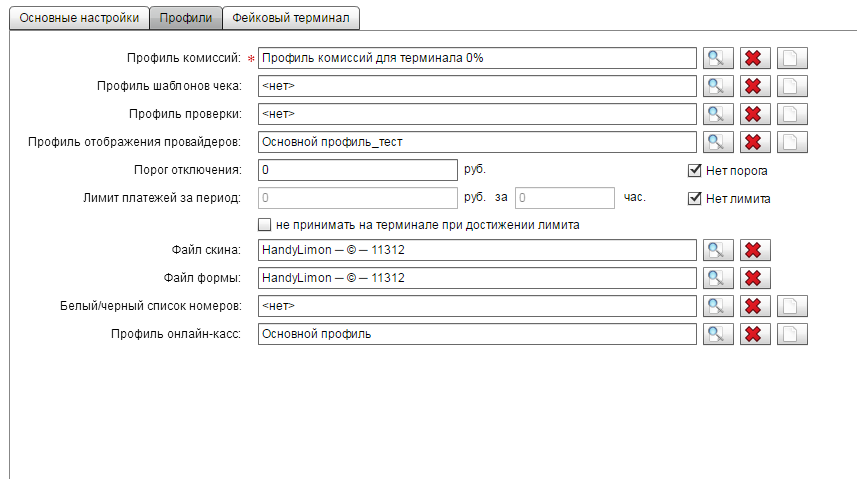 Основные настройки Профили Фейковый терминал
Профиль комиссий: * Профиль комиссий для терминала 0%
Профиль шаблонов чека: <нет>
Профиль проверки: <нет>
Профиль отображения провайдеров: Основной профиль_тест
Порог отключения: 0 руб. Нет порога
Лимит платежей за период: 0 руб. за 0 час. Нет лимита
не принимать на терминале при достижении лимита
Файл скина: HandyLimon — © — 11312
Файл формы: HandyLimon — © — 11312
Белый/черный список номеров: <нет>
Профиль онлайн-касс: Основной профиль